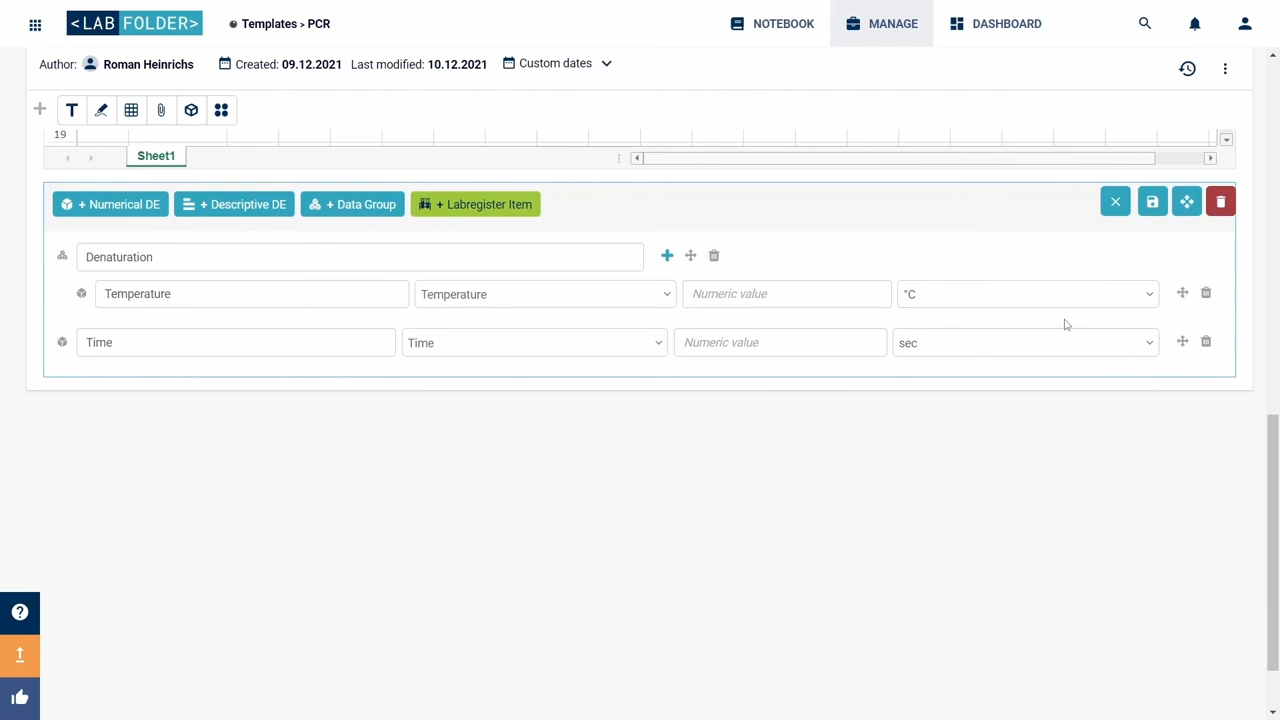 <LAB FOLDER> Templates > PCR NOTEBOOK MANAGE DASHBOARD
Author: Roman Heinrichs Created: 09.12.2021 Last modified: 10.12.2021 Custom dates
T
19
Sheet1
+ Numerical DE + Descriptive DE + Data Group + Labregister Item
Denaturation
Temperature Temperature Numeric value °C
Time Time Numeric value sec